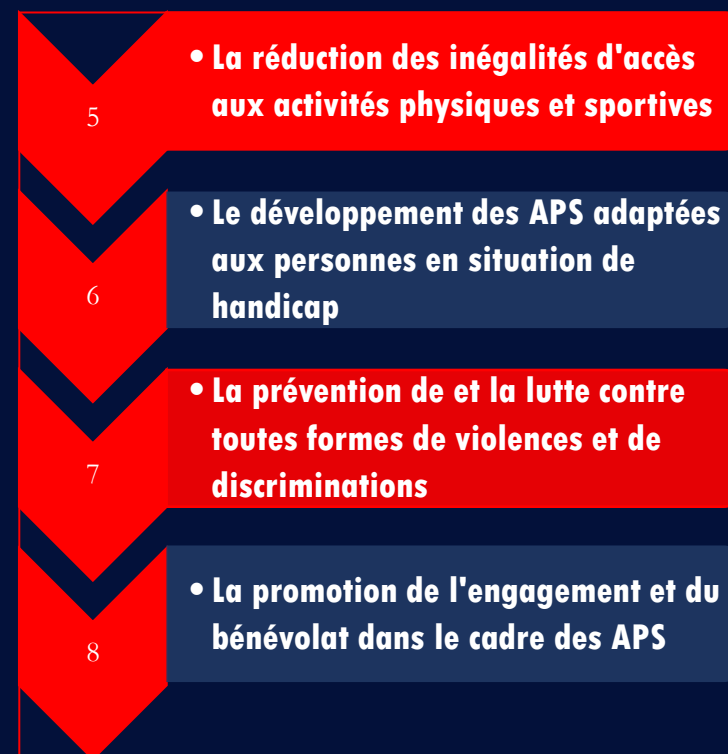 5
• La réduction des inégalités d'accès
aux activités physiques et sportives
6
• Le développement des APS adaptées
aux personnes en situation de
handicap
7
• La prévention de et la lutte contre
toutes formes de violences et de
discriminations
8
• La promotion de l'engagement et du
bénévolat dans le cadre des APS